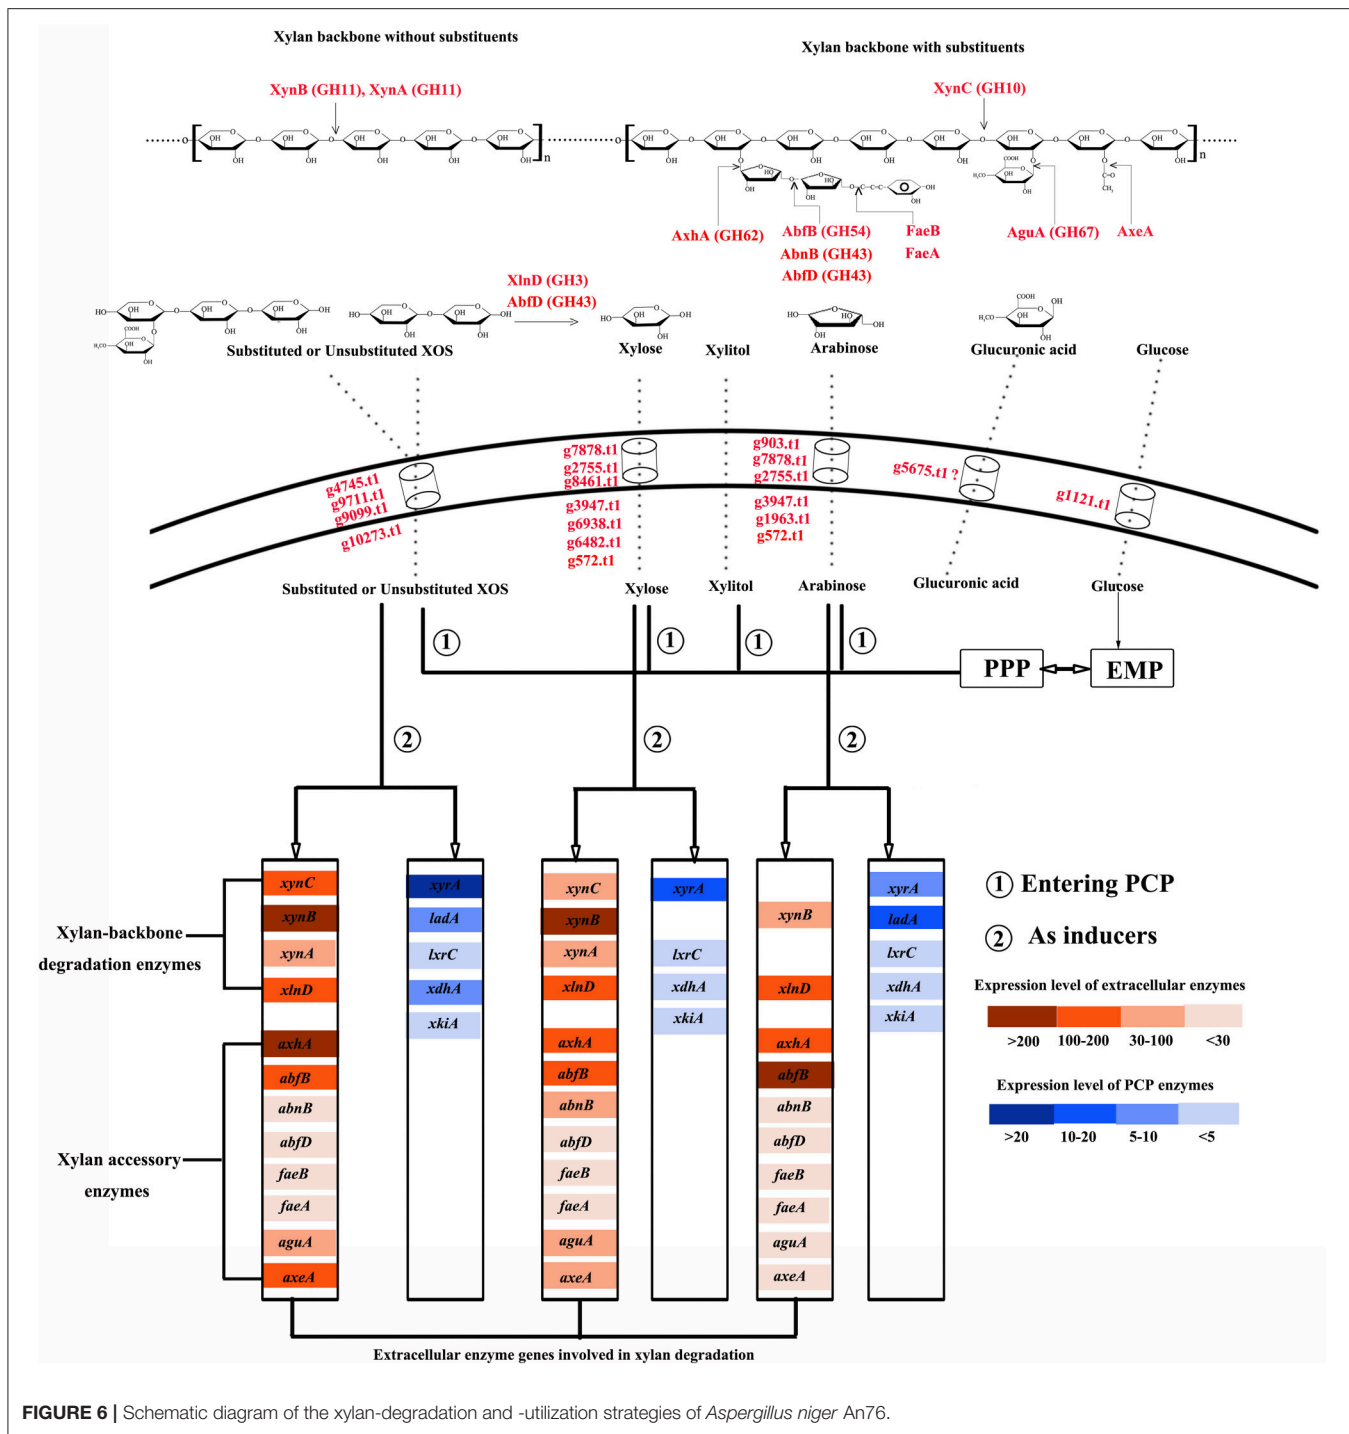 Xylan backbone without substituents
Xylan backbone with substituents
XynB (GH11), XynA (GH11)
XynC (GH10)
AxhA (GH62)
AbfB (GH54)
AbnB (GH43)
AbfD (GH43)
FaeB
FaeA
AguA (GH67)
AxeA
XlnD (GH3)
AbfD (GH43)
Substituted or Unsubstituted XOS
Xylose
Xylitol
Arabinose
Glucuronic acid
Glucose
g4745.t1
g9711.t1
g9099.t1
g10273.t1
g7878.t1
g2755.t1
g8461.t1
g3947.t1
g6938.t1
g6482.t1
g572.t1
g903.t1
g7878.t1
g2755.t1
g3947.t1
g1963.t1
g572.t1
g5675.t1 ?
g1121.t1
Substituted or Unsubstituted XOS
Xylose
Xylitol
Arabinose
Glucuronic acid
Glucose
① ① ① ①
PPP
EMP
② ② ②
Xylan-backbone
degradation enzymes
Xylan accessory
enzymes
xynC
xynB
xynA
xlnD
axhA
abfB
abnB
abfD
faeB
faeA
aguA
axeA
xyrA
ladA
lxrC
xdhA
xkiA
xynC
xynB
xynA
xlnD
axhA
abfB
abnB
abfD
faeB
faeA
aguA
axeA
xyrA
lxrC
xdhA
xkiA
xynB
xlnD
axhA
abfB
abnB
abfD
faeB
faeA
aguA
axeA
xyrA
ladA
lxrC
xdhA
xkiA
① Entering PCP
② As inducers
Expression level of extracellular enzymes
>200 100-200 30-100 <30
Expression level of PCP enzymes
>20 10-20 5-10 <5
Extracellular enzyme genes involved in xylan degradation
FIGURE 6 | Schematic diagram of the xylan-degradation and -utilization strategies of Aspergillus niger An76.